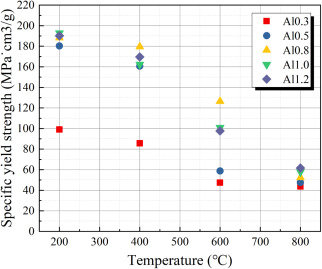 Specific yield strength (MPa·cm3/g)
220
200
180
160
140
120
100
80
60
40
20
0
200
300
400
500
600
700
800
Temperature (℃)
Al0.3
Al0.5
Al0.8
Al1.0
Al1.2